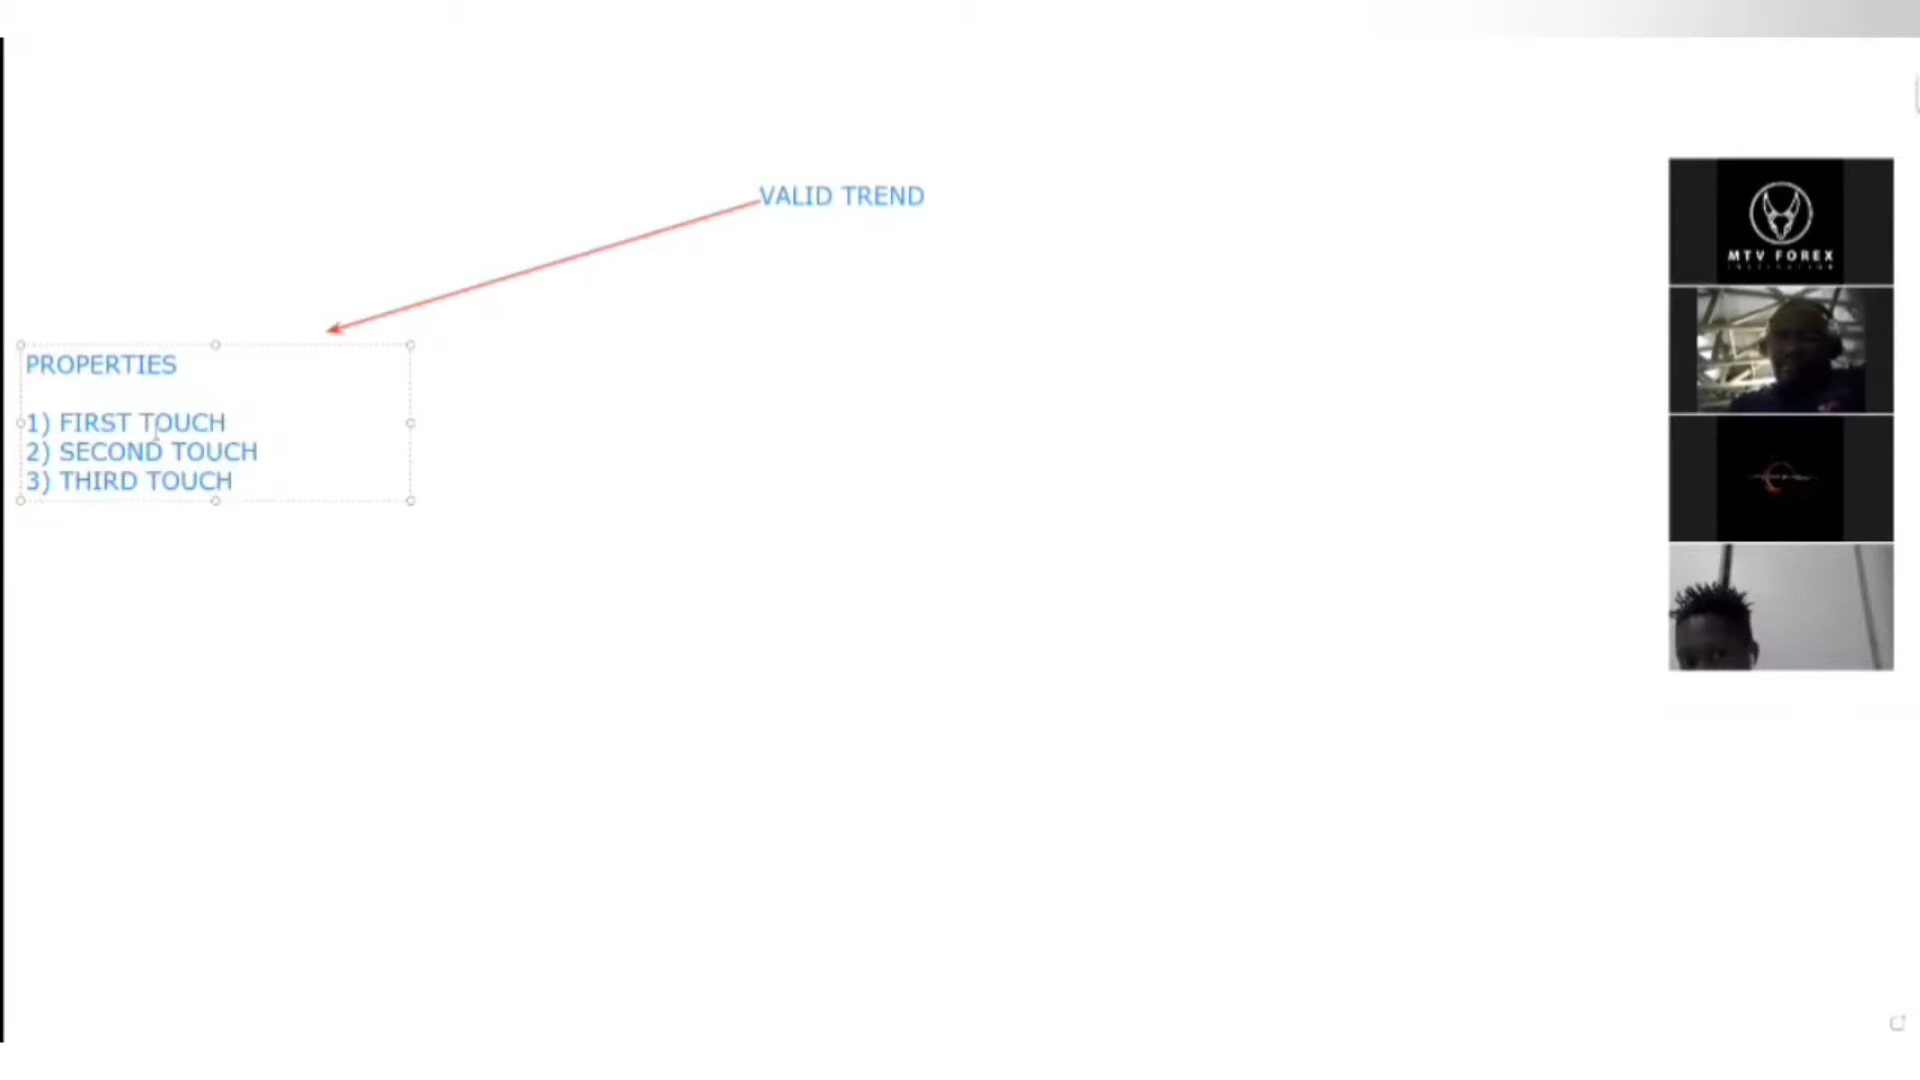 VALID TREND
PROPERTIES
1) FIRST TOUCH
2) SECOND TOUCH
3) THIRD TOUCH
MTV FOREX